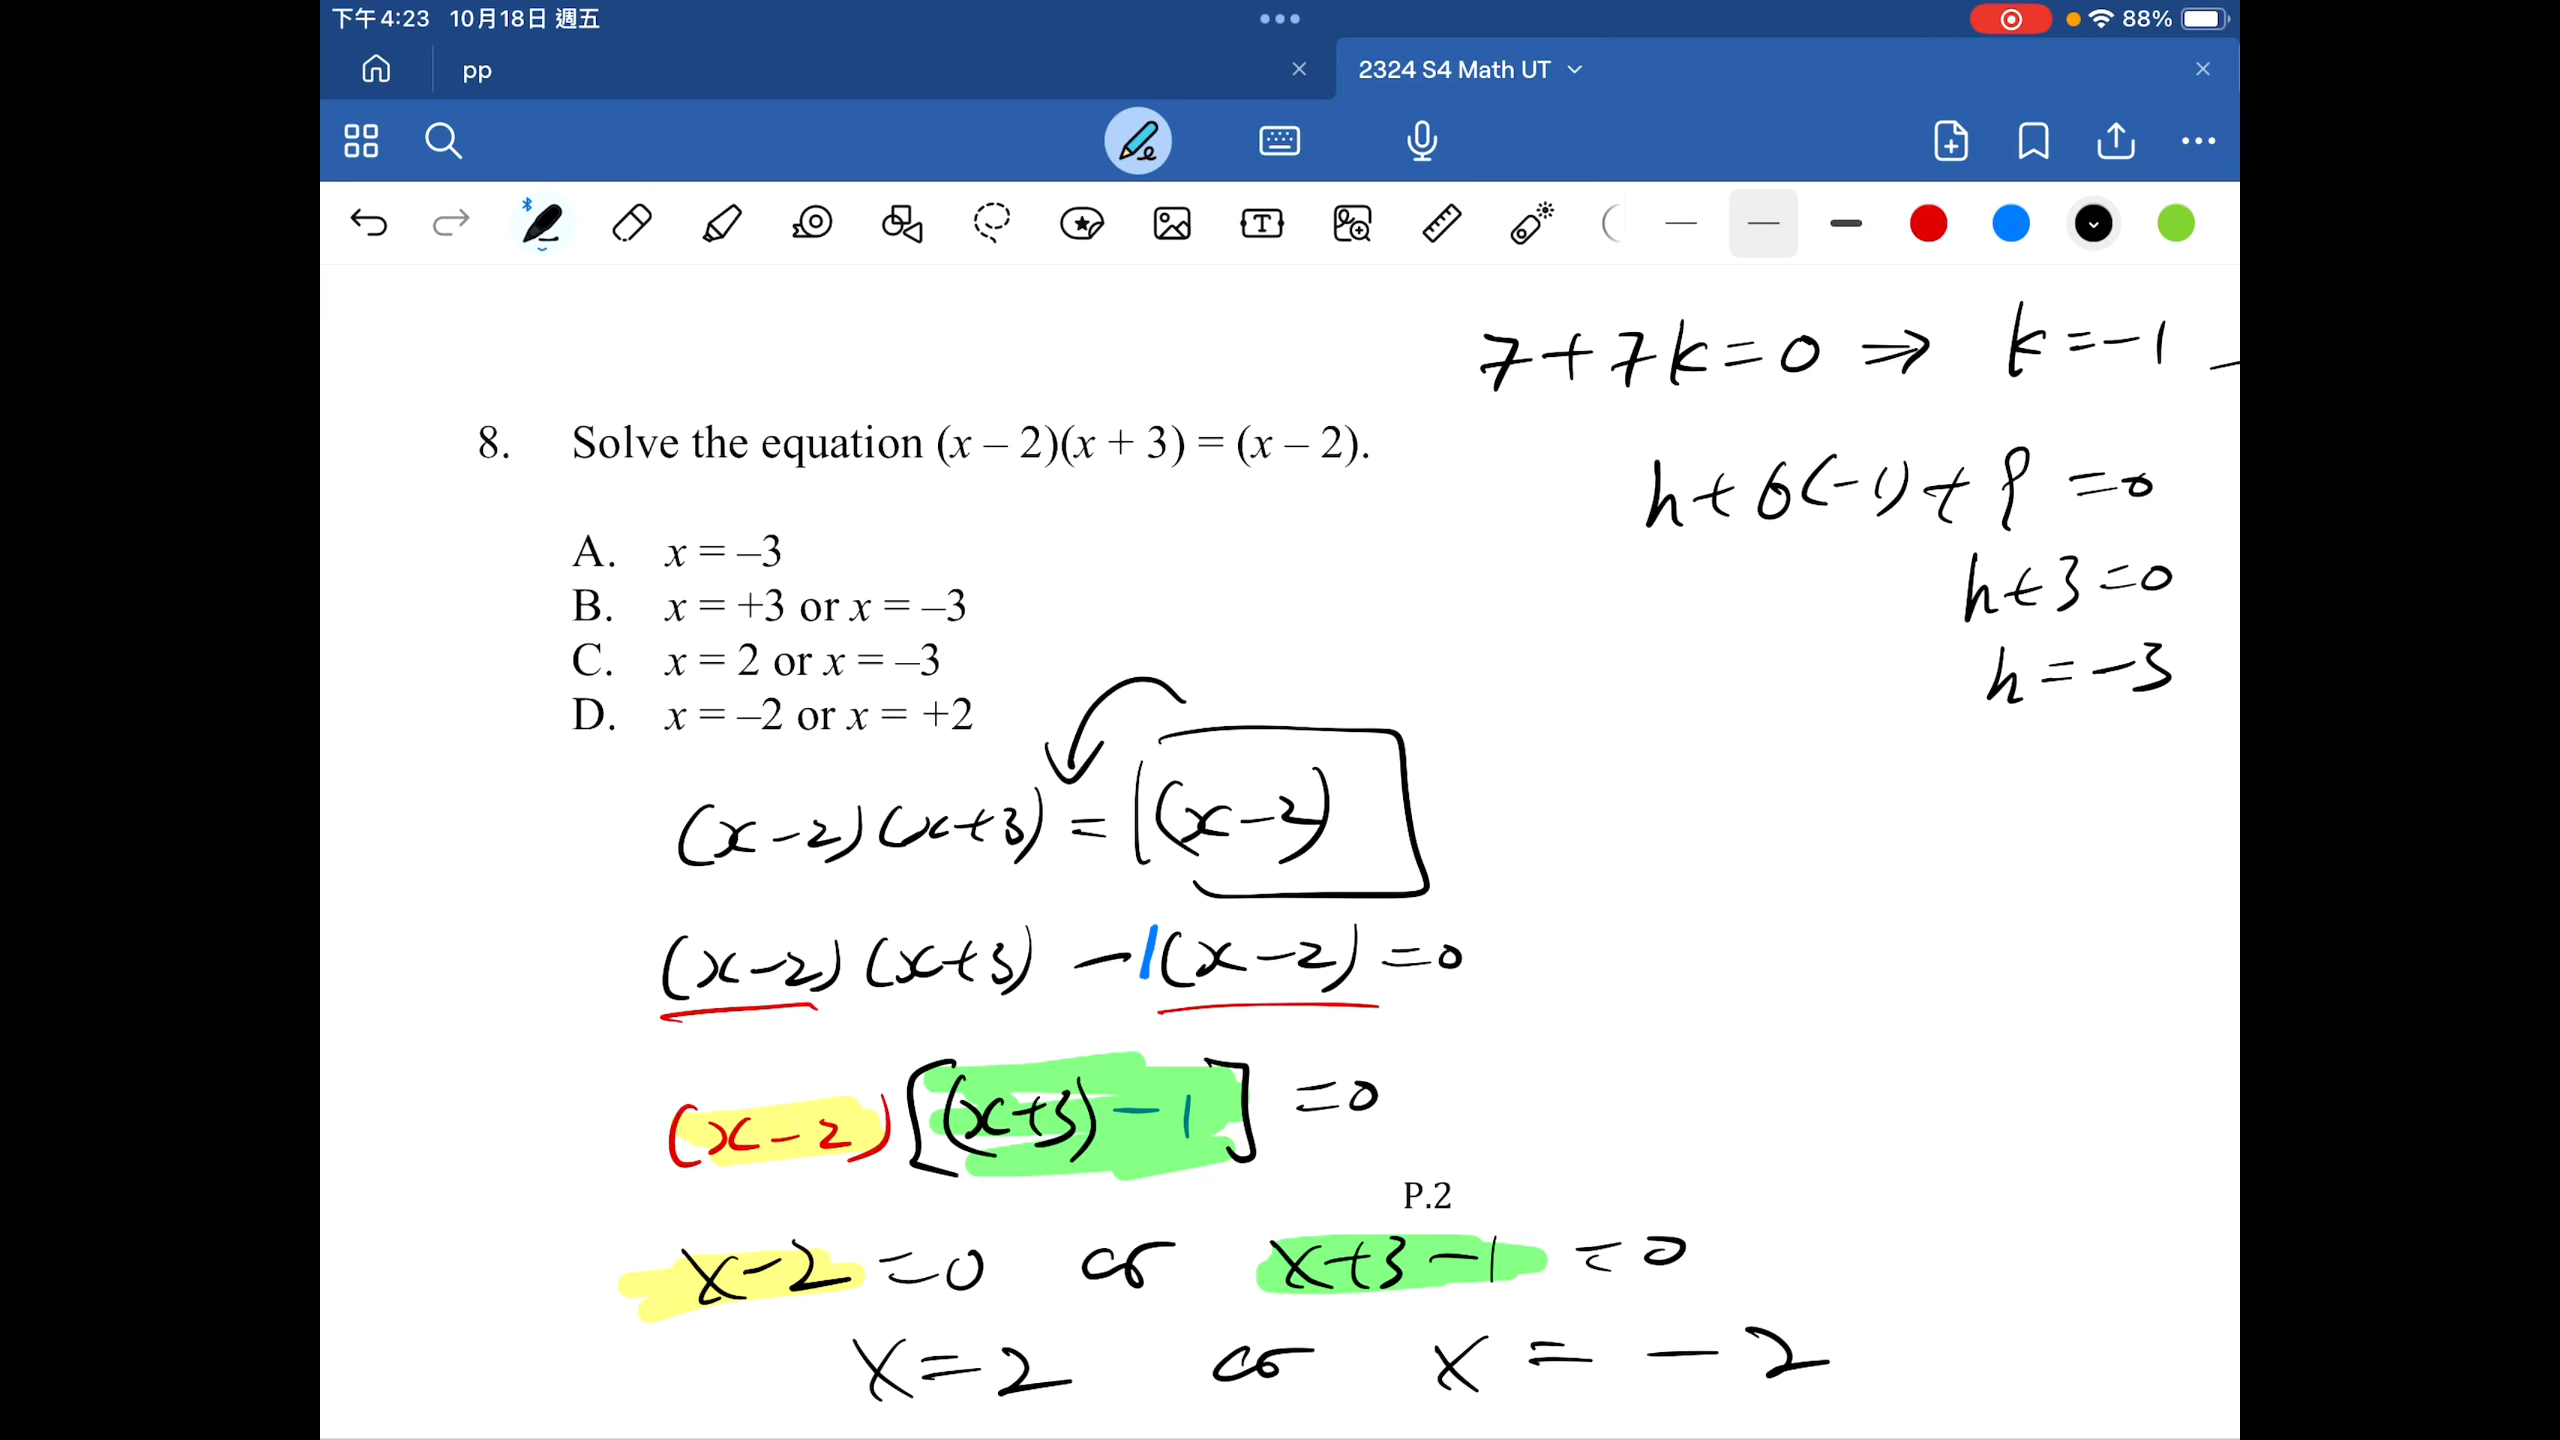 下午4:23 10月18日 週五
88%
pp
2324 S4 Math UT
7+7k=0 ⇒ k=-1
8. Solve the equation (x – 2)(x + 3) = (x – 2).
h+6(-1)+9=0
A. x = –3
h+3=0
B. x = +3 or x = –3
C. x = 2 or x = –3
h=-3
D. x = –2 or x = +2
(x-2)(x+3)=1(x-2)
(x-2)(x+3)-1(x-2)=0
(x-2)[(x+3)-1]=0
P.2
x-2=0 or x+3-1=0
x=2 or x=-2